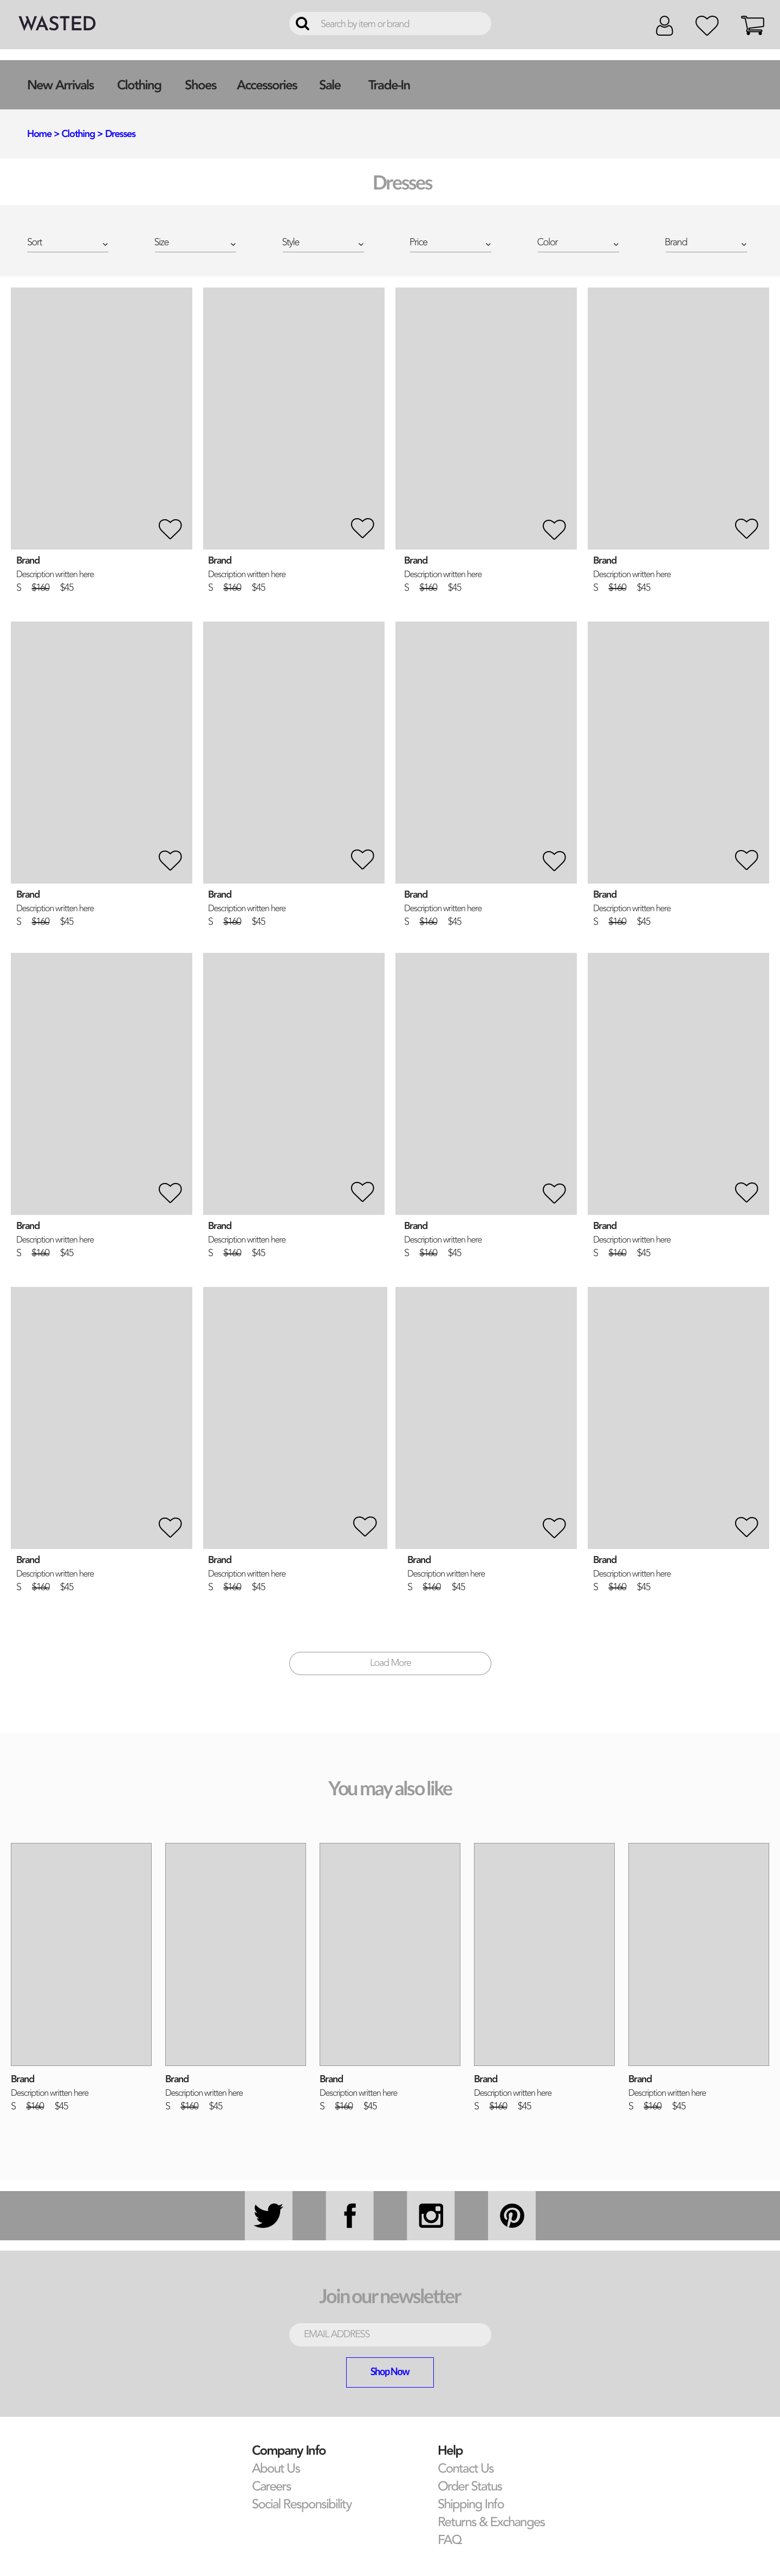 WASTED
Search by item or brand
New Arrivals Clothing Shoes Accessories Sale Trade-In
Home > Clothing > Dresses
Dresses
Sort Size Style Price Color Brand
Brand Brand Brand Brand
Description written here Description written here Description written here Description written here
S $160 $45 S $160 $45 S $160 $45 S $160 $45
Brand Brand Brand Brand
Description written here Description written here Description written here Description written here
S $160 $45 S $160 $45 S $160 $45 S $160 $45
Brand Brand Brand Brand
Description written here Description written here Description written here Description written here
S $160 $45 S $160 $45 S $160 $45 S $160 $45
Brand Brand Brand Brand
Description written here Description written here Description written here Description written here
S $160 $45 S $160 $45 S $160 $45 S $160 $45
Load More
You may also like
Brand Brand Brand Brand Brand
Description written here Description written here Description written here Description written here Description written here
S $160 $45 S $160 $45 S $160 $45 S $160 $45 S $160 $45
Join our newsletter
EMAIL ADDRESS
Shop Now
Company Info
About Us
Careers
Social Responsibility
Help
Contact Us
Order Status
Shipping Info
Returns & Exchanges
FAQ